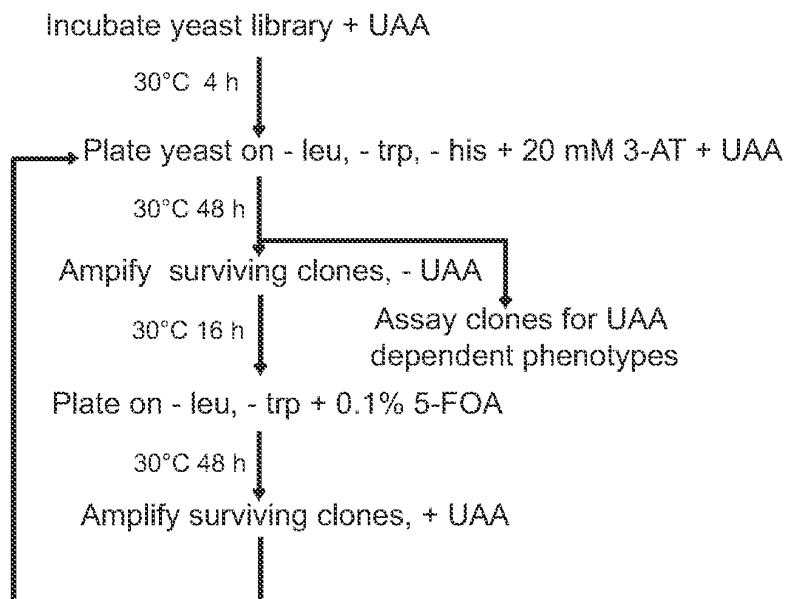 Incubate yeast library + UAA
30°C 4 h
Plate yeast on - leu, - trp, - his + 20 mM 3-AT + UAA
30°C 48 h
Ampify surviving clones, - UAA
30°C 16 h
Assay clones for UAA
dependent phenotypes
Plate on - leu, - trp + 0.1% 5-FOA
30°C 48 h
Amplify surviving clones, + UAA